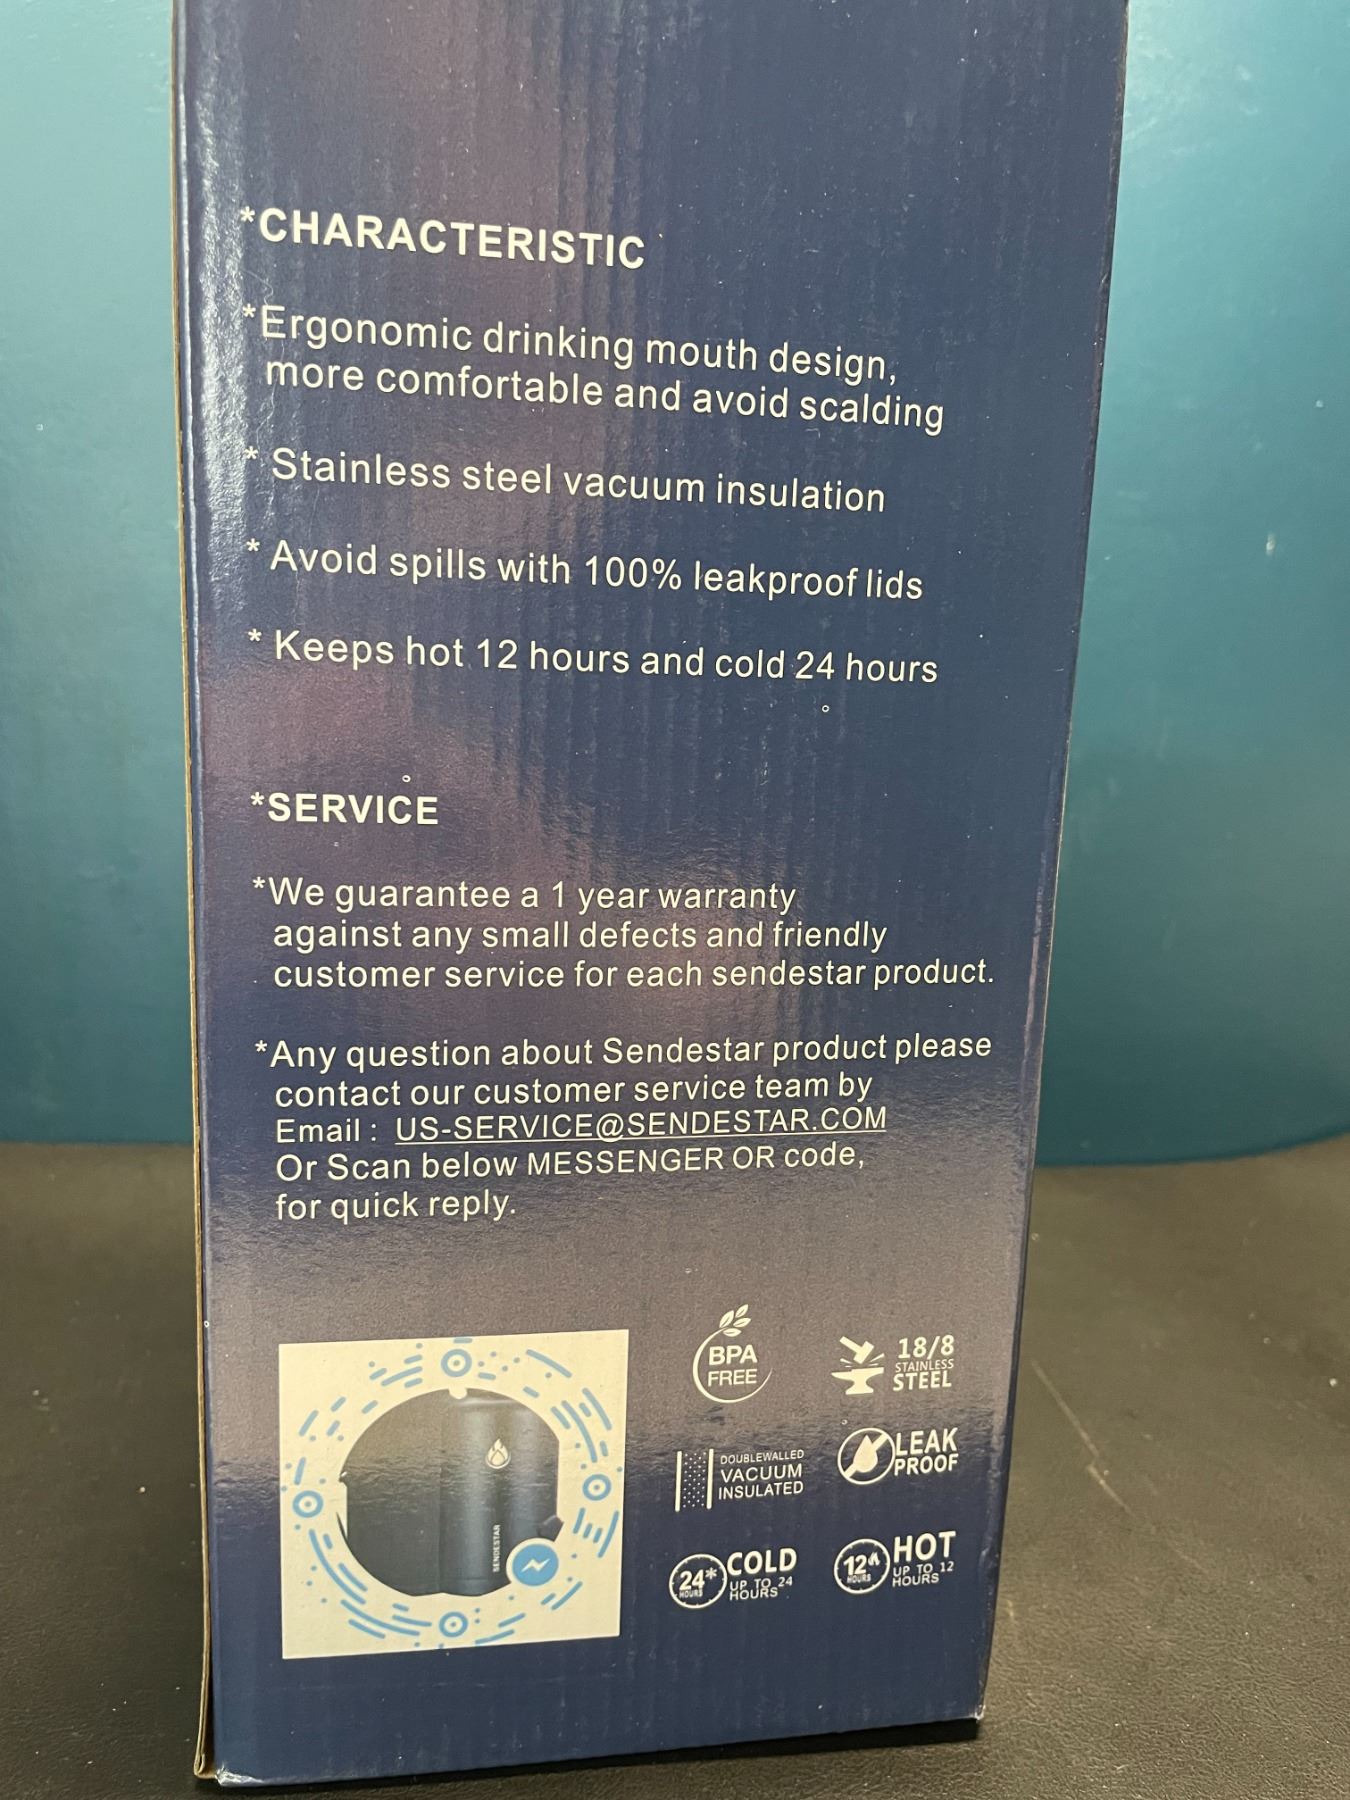 *CHARACTERISTIC
*Ergonomic drinking mouth design,
more comfortable and avoid scalding
* Stainless steel vacuum insulation
* Avoid spills with 100% leakproof lids
* Keeps hot 12 hours and cold 24 hours
*SERVICE
*We guarantee a 1 year warranty
against any small defects and friendly
customer service for each sendestar product.
*Any question about Sendestar product please
contact our customer service team by
Email : US-SERVICE@SENDESTAR.COM
Or Scan below MESSENGER OR code,
for quick reply.
SENDESTAR
BPA
FREE
18/8
STAINLESS
STEEL
DOUBLEWALLED
VACUUM
INSULATED
LEAK
PROOF
24*
HOURS
COLD
UP TO 24
HOURS
12
HOURS
HOT
UP TO 12
HOURS